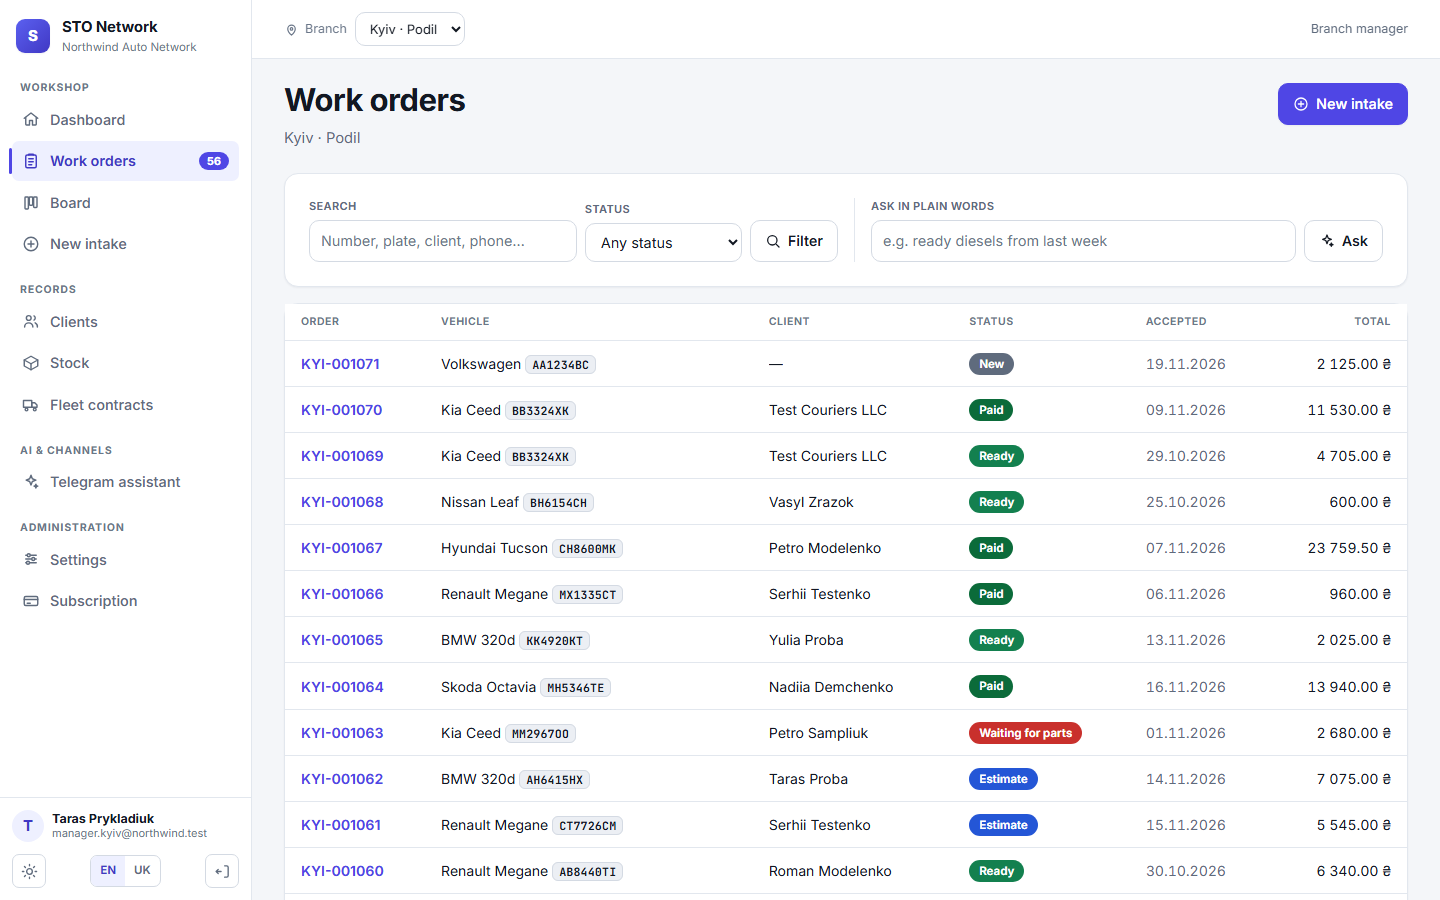 S
STO Network
Northwind Auto Network
WORKSHOP
Dashboard
Work orders 56
Board
New intake
RECORDS
Clients
Stock
Fleet contracts
AI & CHANNELS
Telegram assistant
ADMINISTRATION
Settings
Subscription
T
Taras Prykladiuk
manager.kyiv@northwind.test
EN UK
Branch Kyiv · Podil
Branch manager
Work orders
Kyiv · Podil
New intake
SEARCH STATUS ASK IN PLAIN WORDS
Number, plate, client, phone... Any status Filter e.g. ready diesels from last week Ask
ORDER VEHICLE CLIENT STATUS ACCEPTED TOTAL
KYI-001071 Volkswagen AA1234BC — New 19.11.2026 2 125.00 ₴
KYI-001070 Kia Ceed BB3324XK Test Couriers LLC Paid 09.11.2026 11 530.00 ₴
KYI-001069 Kia Ceed BB3324XK Test Couriers LLC Ready 29.10.2026 4 705.00 ₴
KYI-001068 Nissan Leaf BH6154CH Vasyl Zrazok Ready 25.10.2026 600.00 ₴
KYI-001067 Hyundai Tucson CH8600MK Petro Modelenko Paid 07.11.2026 23 759.50 ₴
KYI-001066 Renault Megane MX1335CT Serhii Testenko Paid 06.11.2026 960.00 ₴
KYI-001065 BMW 320d KK4920KT Yulia Proba Ready 13.11.2026 2 025.00 ₴
KYI-001064 Skoda Octavia MH5346TE Nadiia Demchenko Paid 16.11.2026 13 940.00 ₴
KYI-001063 Kia Ceed MM2967OO Petro Sampliuk Waiting for parts 01.11.2026 2 680.00 ₴
KYI-001062 BMW 320d AH6415HX Taras Proba Estimate 14.11.2026 7 075.00 ₴
KYI-001061 Renault Megane CT7726CM Serhii Testenko Estimate 15.11.2026 5 545.00 ₴
KYI-001060 Renault Megane AB8440TI Roman Modelenko Ready 30.10.2026 6 340.00 ₴